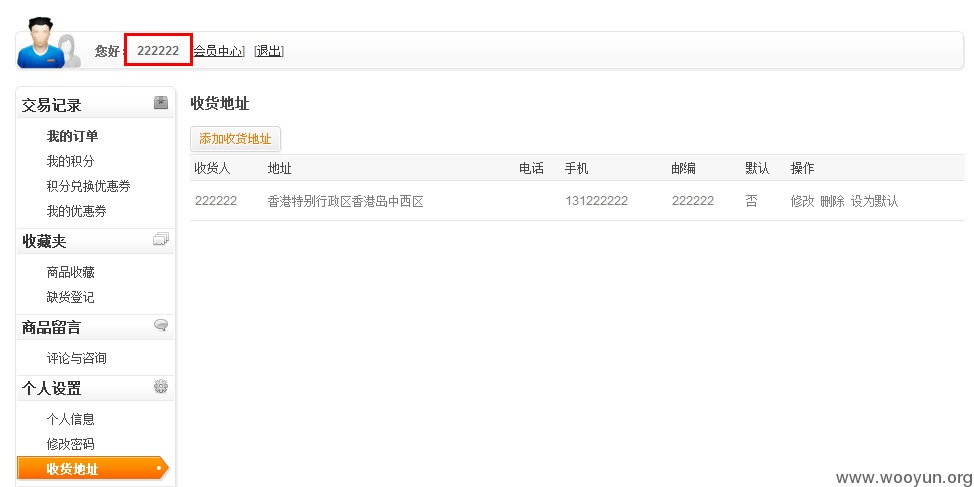 您好： 222222 [会员中心] [退出]
交易记录
我的订单
我的积分
积分兑换优惠券
我的优惠券
收藏夹
商品收藏
缺货登记
商品留言
评论与咨询
个人设置
个人信息
修改密码
收货地址
收货地址
添加收货地址
收货人 地址 电话 手机 邮编 默认 操作
222222 香港特别行政区香港岛中西区 131222222 222222 否 修改 删除 设为默认
www.wooyun.org